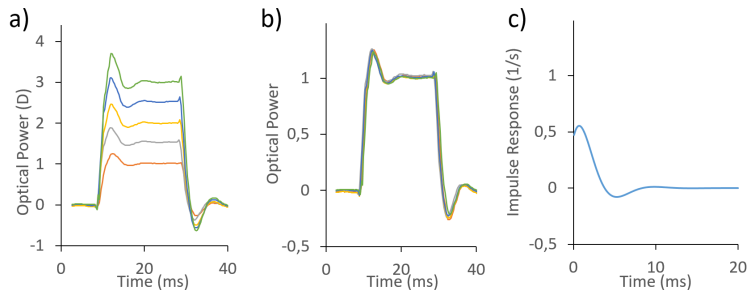 a)
Optical Power (D)
4
3
2
1
0
-1
0
20
40
Time (ms)
b)
Optical Power
1
0,5
0
-0,5
0
20
40
Time (ms)
c)
Impulse Response (1/s)
1
0,5
0
-0,5
0
10
20
Time (ms)